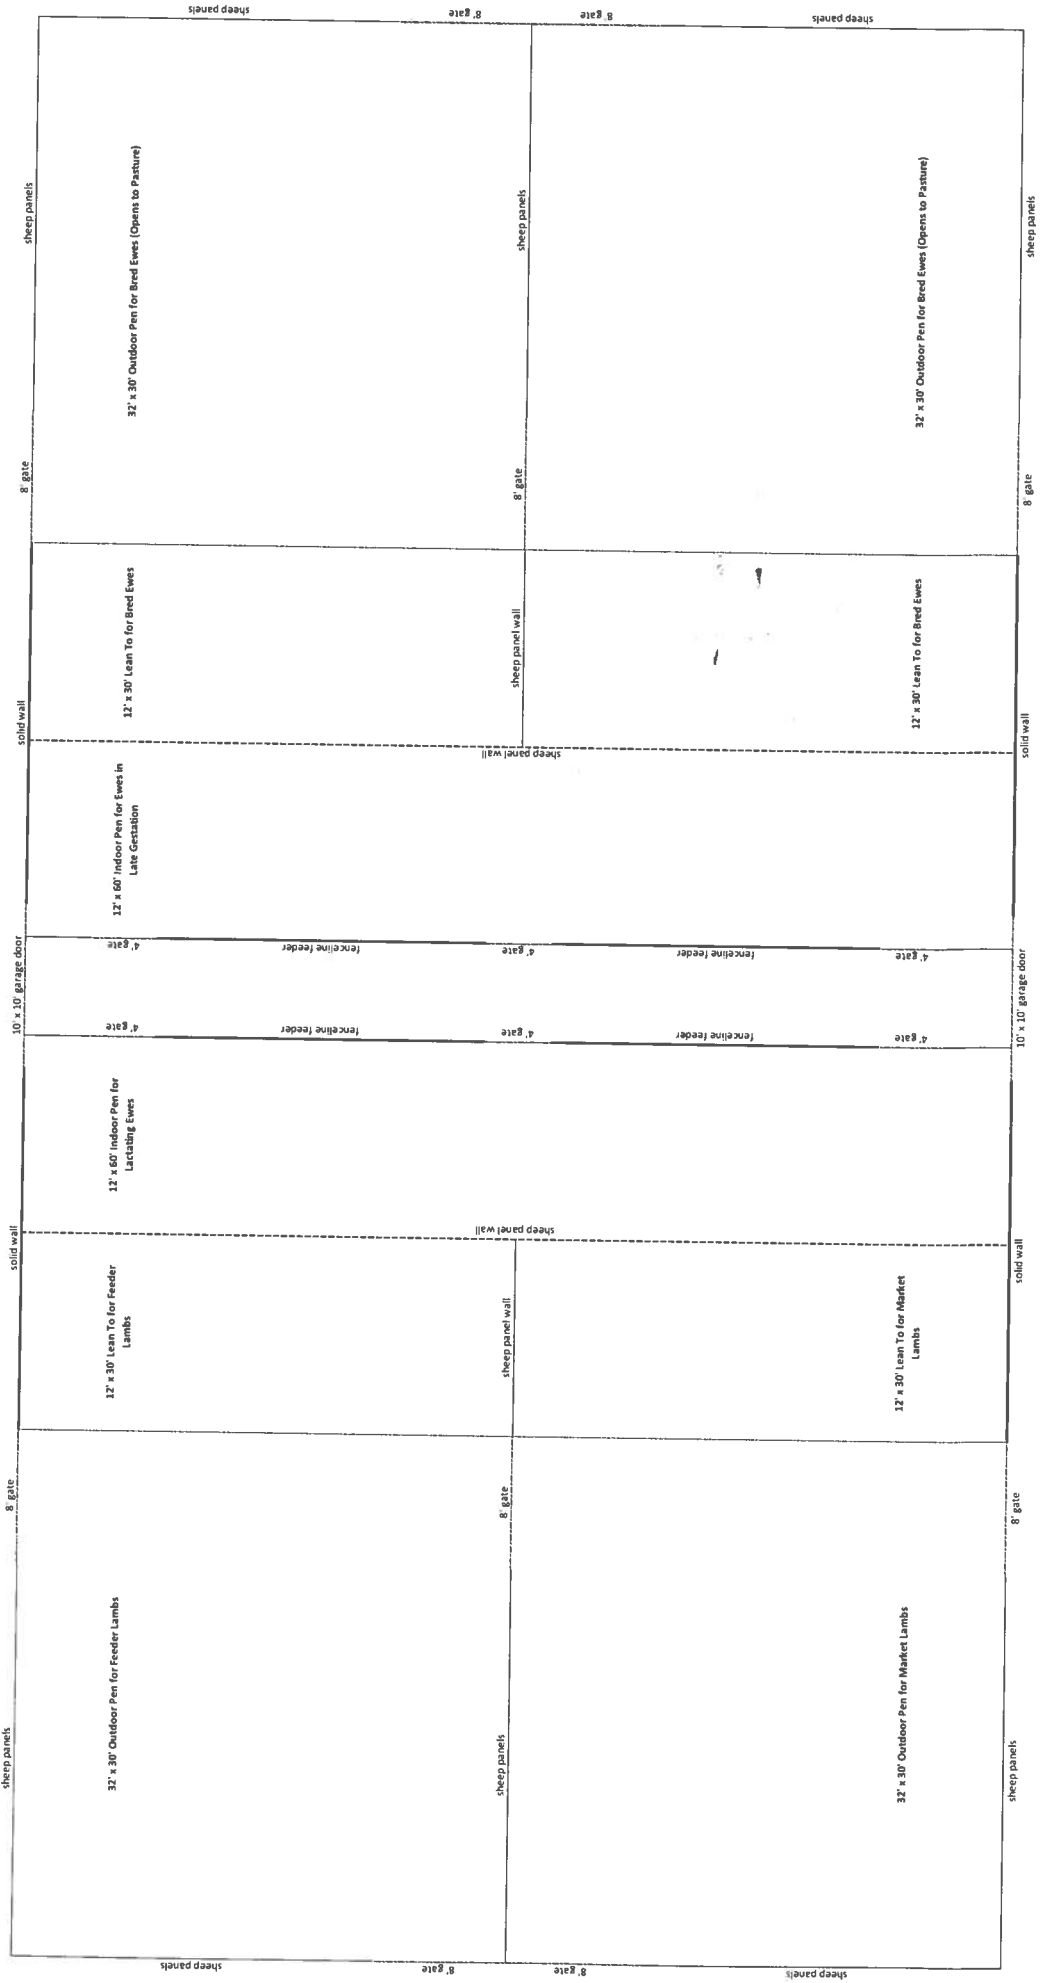 sheep panels
8' gate
8' gate
sheep panels
sheep panels
32' x 30' Outdoor Pen for Bred Ewes (Opens to Pasture)
sheep panels
32' x 30' Outdoor Pen for Bred Ewes (Opens to Pasture)
sheep panels
8' gate
8' gate
8' gate
12' x 30' Lean To for Bred Ewes
sheep panel wall
12' x 30' Lean To for Bred Ewes
solid wall
solid wall
sheep panel wall
12' x 60' Indoor Pen for Ewes in
Late Gestation
10' x 10' garage door
4' gate
fenceline feeder
4' gate
fenceline feeder
4' gate
10' x 10' garage door
4' gate
fenceline feeder
4' gate
fenceline feeder
4' gate
12' x 60' Indoor Pen for
Lactating Ewes
solid wall
sheep panel wall
solid wall
12' x 30' Lean To for Feeder
Lambs
sheep panel wall
12' x 30' Lean To for Market
Lambs
8' gate
8' gate
8' gate
32' x 30' Outdoor Pen for Feeder Lambs
32' x 30' Outdoor Pen for Market Lambs
sheep panels
sheep panels
sheep panels
sheep panels
8' gate
8' gate
sheep panels